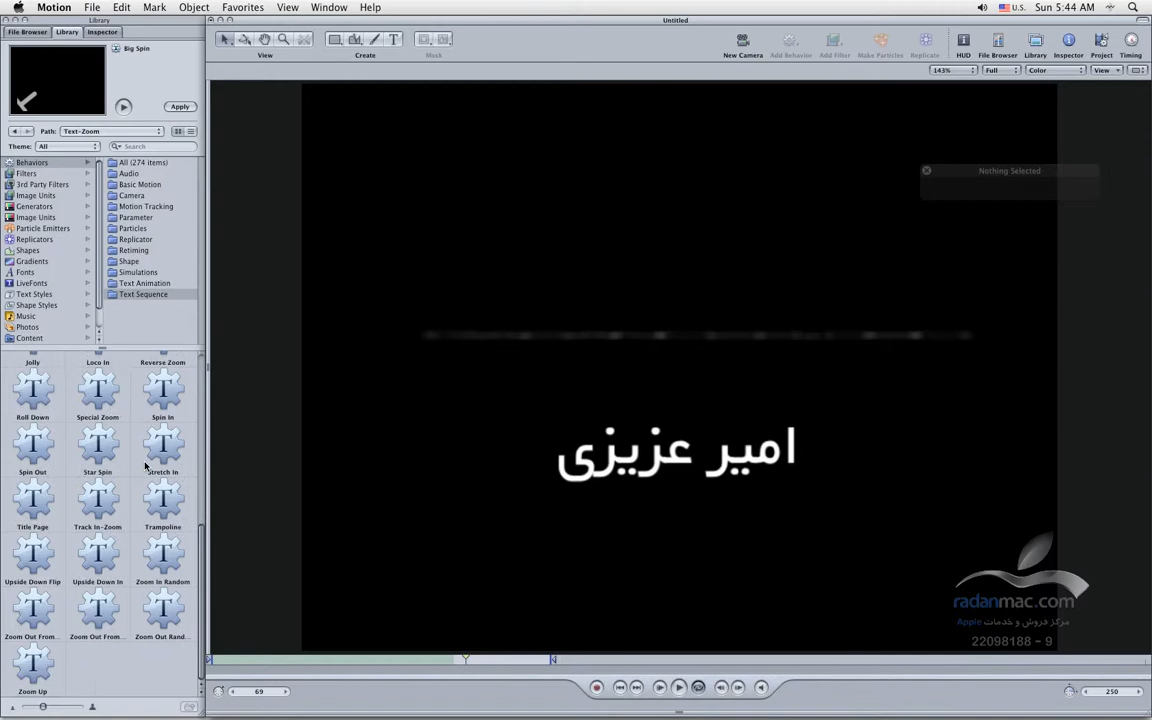 Motion File Edit Mark Object Favorites View Window Help
U.S. Sun 5:44 AM
Library
Untitled
File Browser Library Inspector
Big Spin
Apply
View
Create
Mask
New Camera Add Behavior Add Filter Make Particles Replicate HUD File Browser Library Inspector Project Timing
143% Full Color View
Path: Text-Zoom
Theme: All Search
Behaviors
Filters
3rd Party Filters
Image Units
Generators
Image Units
Particle Emitters
Replicators
Shapes
Gradients
Fonts
LiveFonts
Text Styles
Shape Styles
Music
Photos
Content
All (274 items)
Audio
Basic Motion
Camera
Motion Tracking
Parameter
Particles
Replicator
Retiming
Shape
Simulations
Text Animation
Text Sequence
Nothing Selected
Jolly Loco In Reverse Zoom
Roll Down Special Zoom Spin In
Spin Out Star Spin Stretch In
Title Page Track In-Zoom Trampoline
Upside Down Flip Upside Down In Zoom In Random
Zoom Out From... Zoom Out From... Zoom Out Rand...
Zoom Up
امیر عزیزی
radanmac.com
مرکز فروش و خدمات Apple
22098188 - 9
69
250